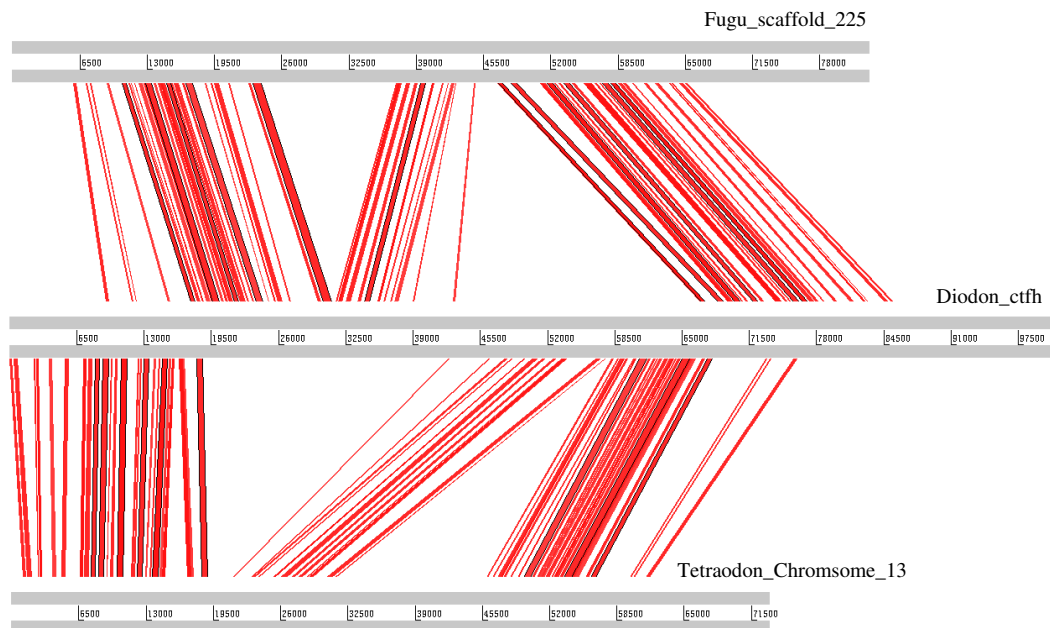 Fugu_scaffold_225
6500 13000 19500 26000 32500 39000 45500 52000 58500 65000 71500 78000
Diodon_ctfh
6500 13000 19500 26000 32500 39000 45500 52000 58500 65000 71500 78000 84500 91000 97500
Tetraodon_Chromsome_13
6500 13000 19500 26000 32500 39000 45500 52000 58500 65000 71500